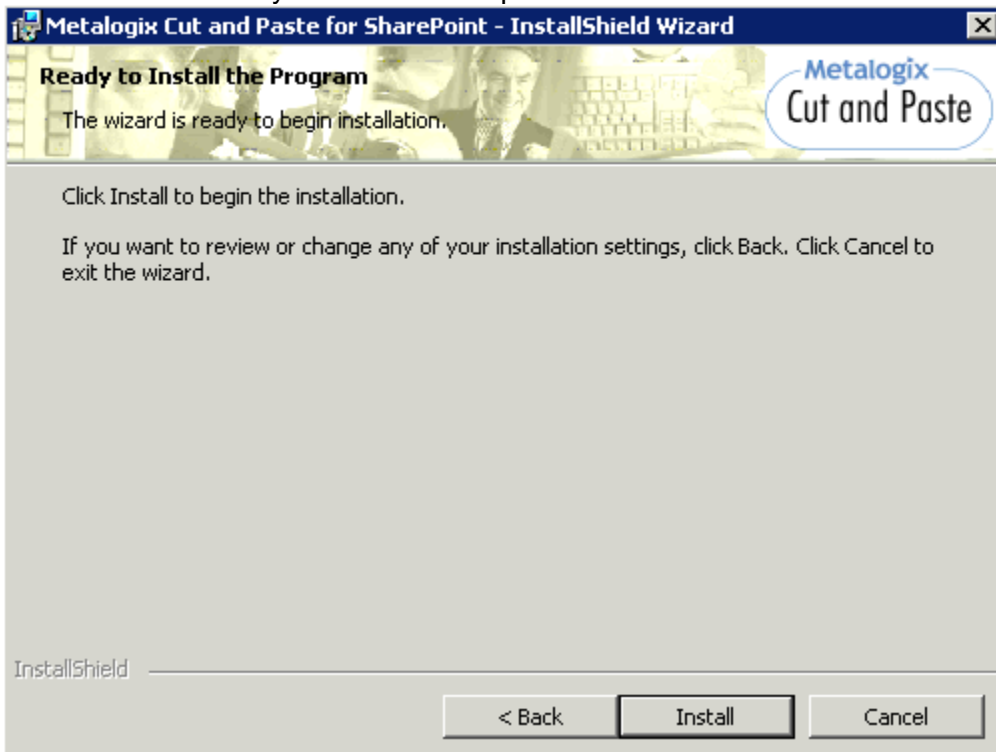 Metalogix Cut and Paste for SharePoint - InstallShield Wizard
Ready to Install the Program
The wizard is ready to begin installation.
Metalogix
Cut and Paste
Click Install to begin the installation.
If you want to review or change any of your installation settings, click Back. Click Cancel to
exit the wizard.
InstallShield
< Back
Install
Cancel